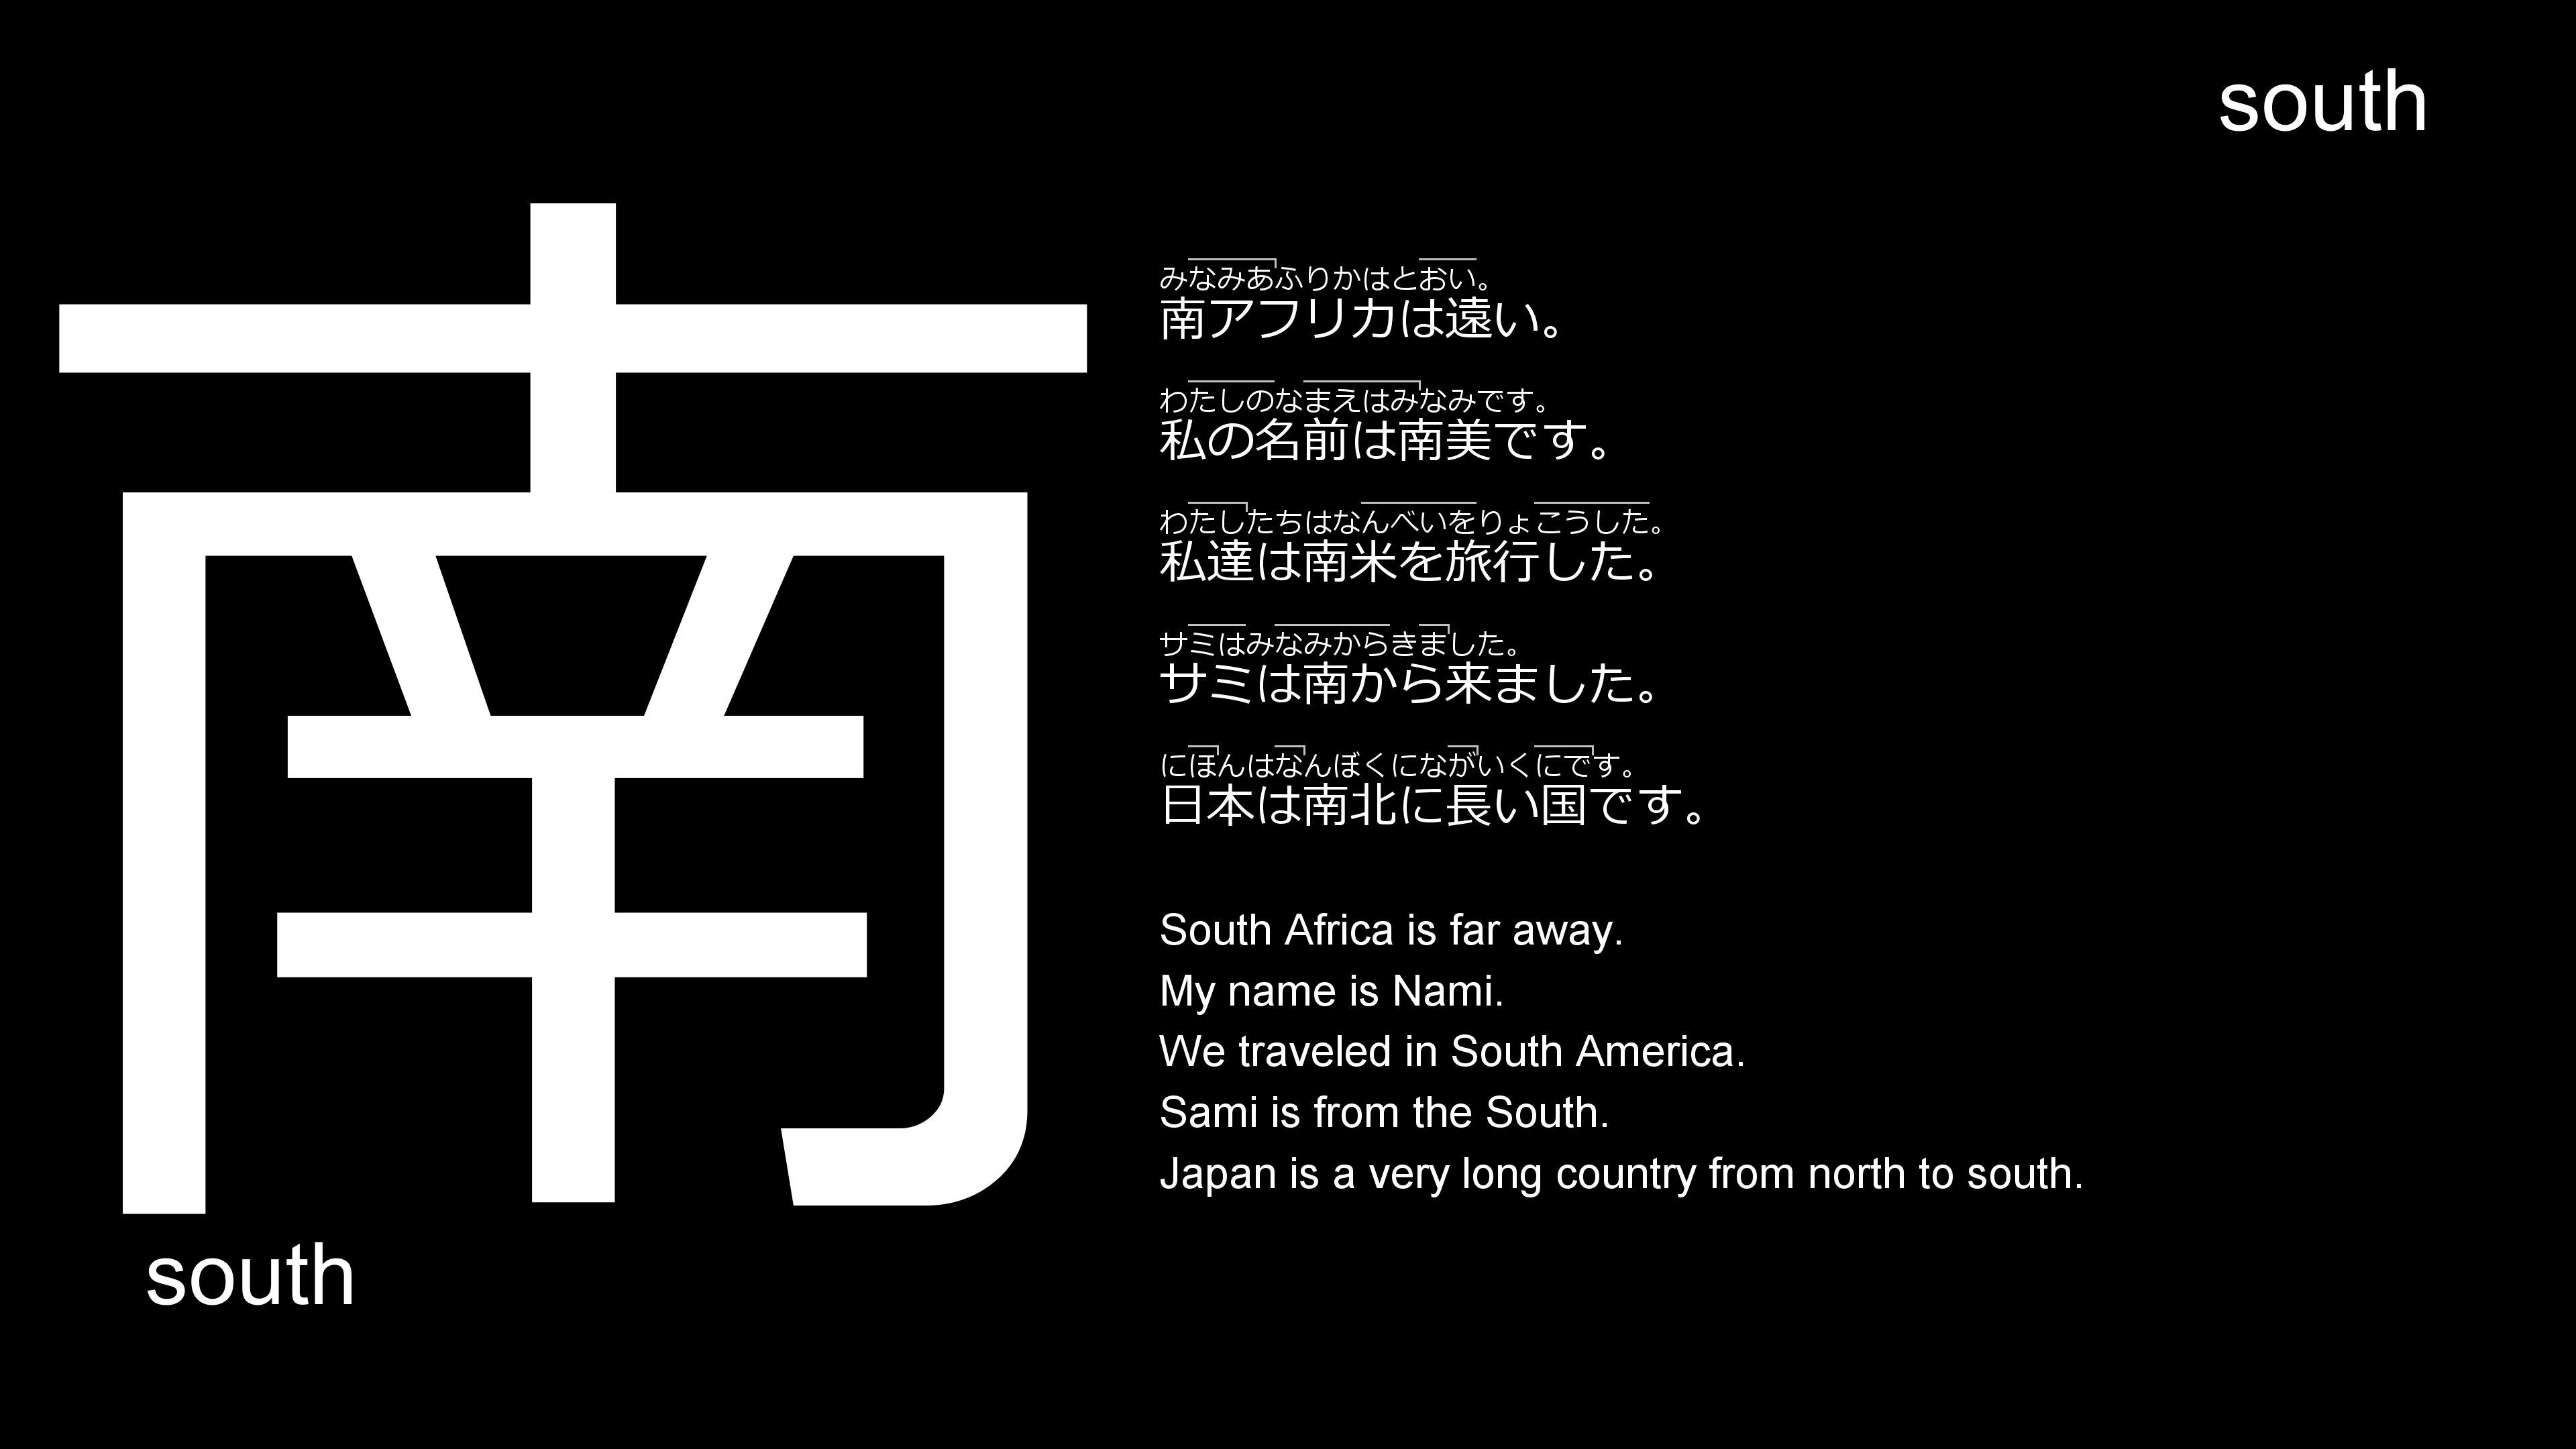 south
南
south
みなみあふりかはとおい。
南アフリカは遠い。
わたしのなまえはみなみです。
私の名前は南美です。
わたしたちはなんべいをりょこうした。
私達は南米を旅行した。
サミはみなみからきました。
サミは南から来ました。
にほんはなんぼくにながいくにです。
日本は南北に長い国です。
South Africa is far away.
My name is Nami.
We traveled in South America.
Sami is from the South.
Japan is a very long country from north to south.